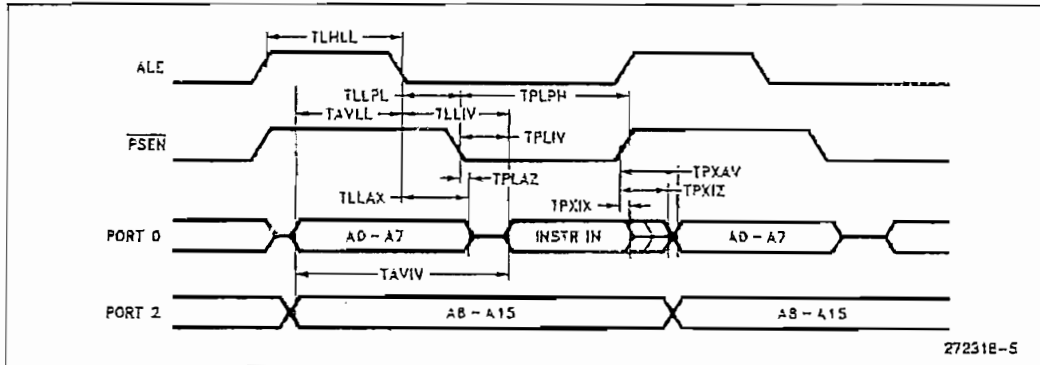 TLHLL
ALE
TLLPL
TPLPH
TAVLL
TLLIV
TPLIV
PSEN
TPLAZ
TPXAV
TPXIZ
TLLAX
TPXIX
PORT 0
A0-A7
INSTR IN
A0-A7
TAVIV
PORT 2
A8-A15
A8-A15
272318-5